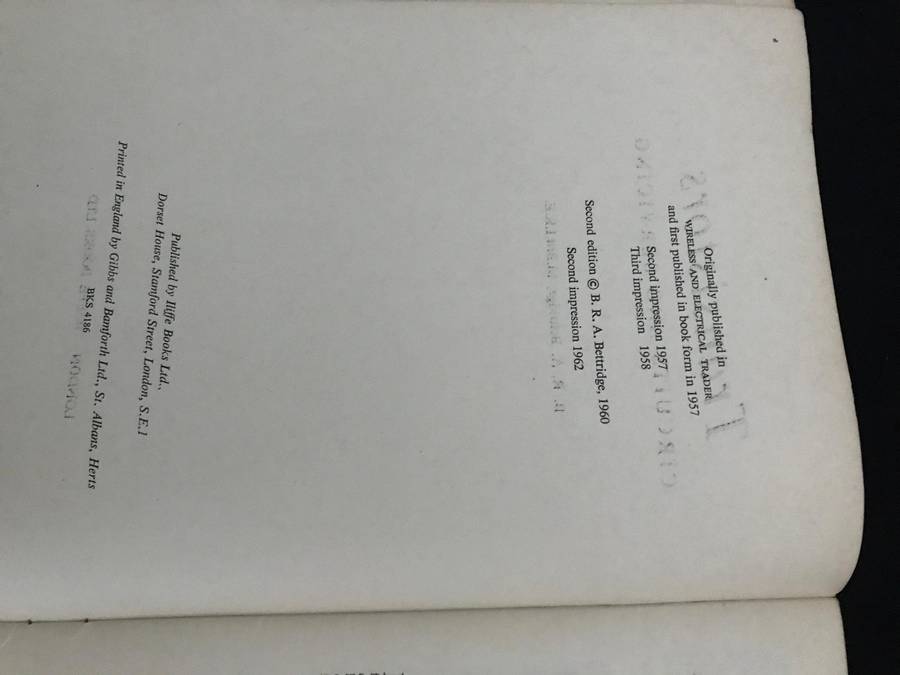 Originally published in
WIRELESS AND ELECTRICAL TRADER
and first published in book form in 1957
Second impression 1957
Third impression 1958
Second edition © B. R. A. Bettridge, 1960
Second impression 1962
Published by Iliffe Books Ltd.,
Dorset House, Stamford Street, London, S.E.1
Printed in England by Gibbs and Bamforth Ltd., St. Albans, Herts
BKS 4186